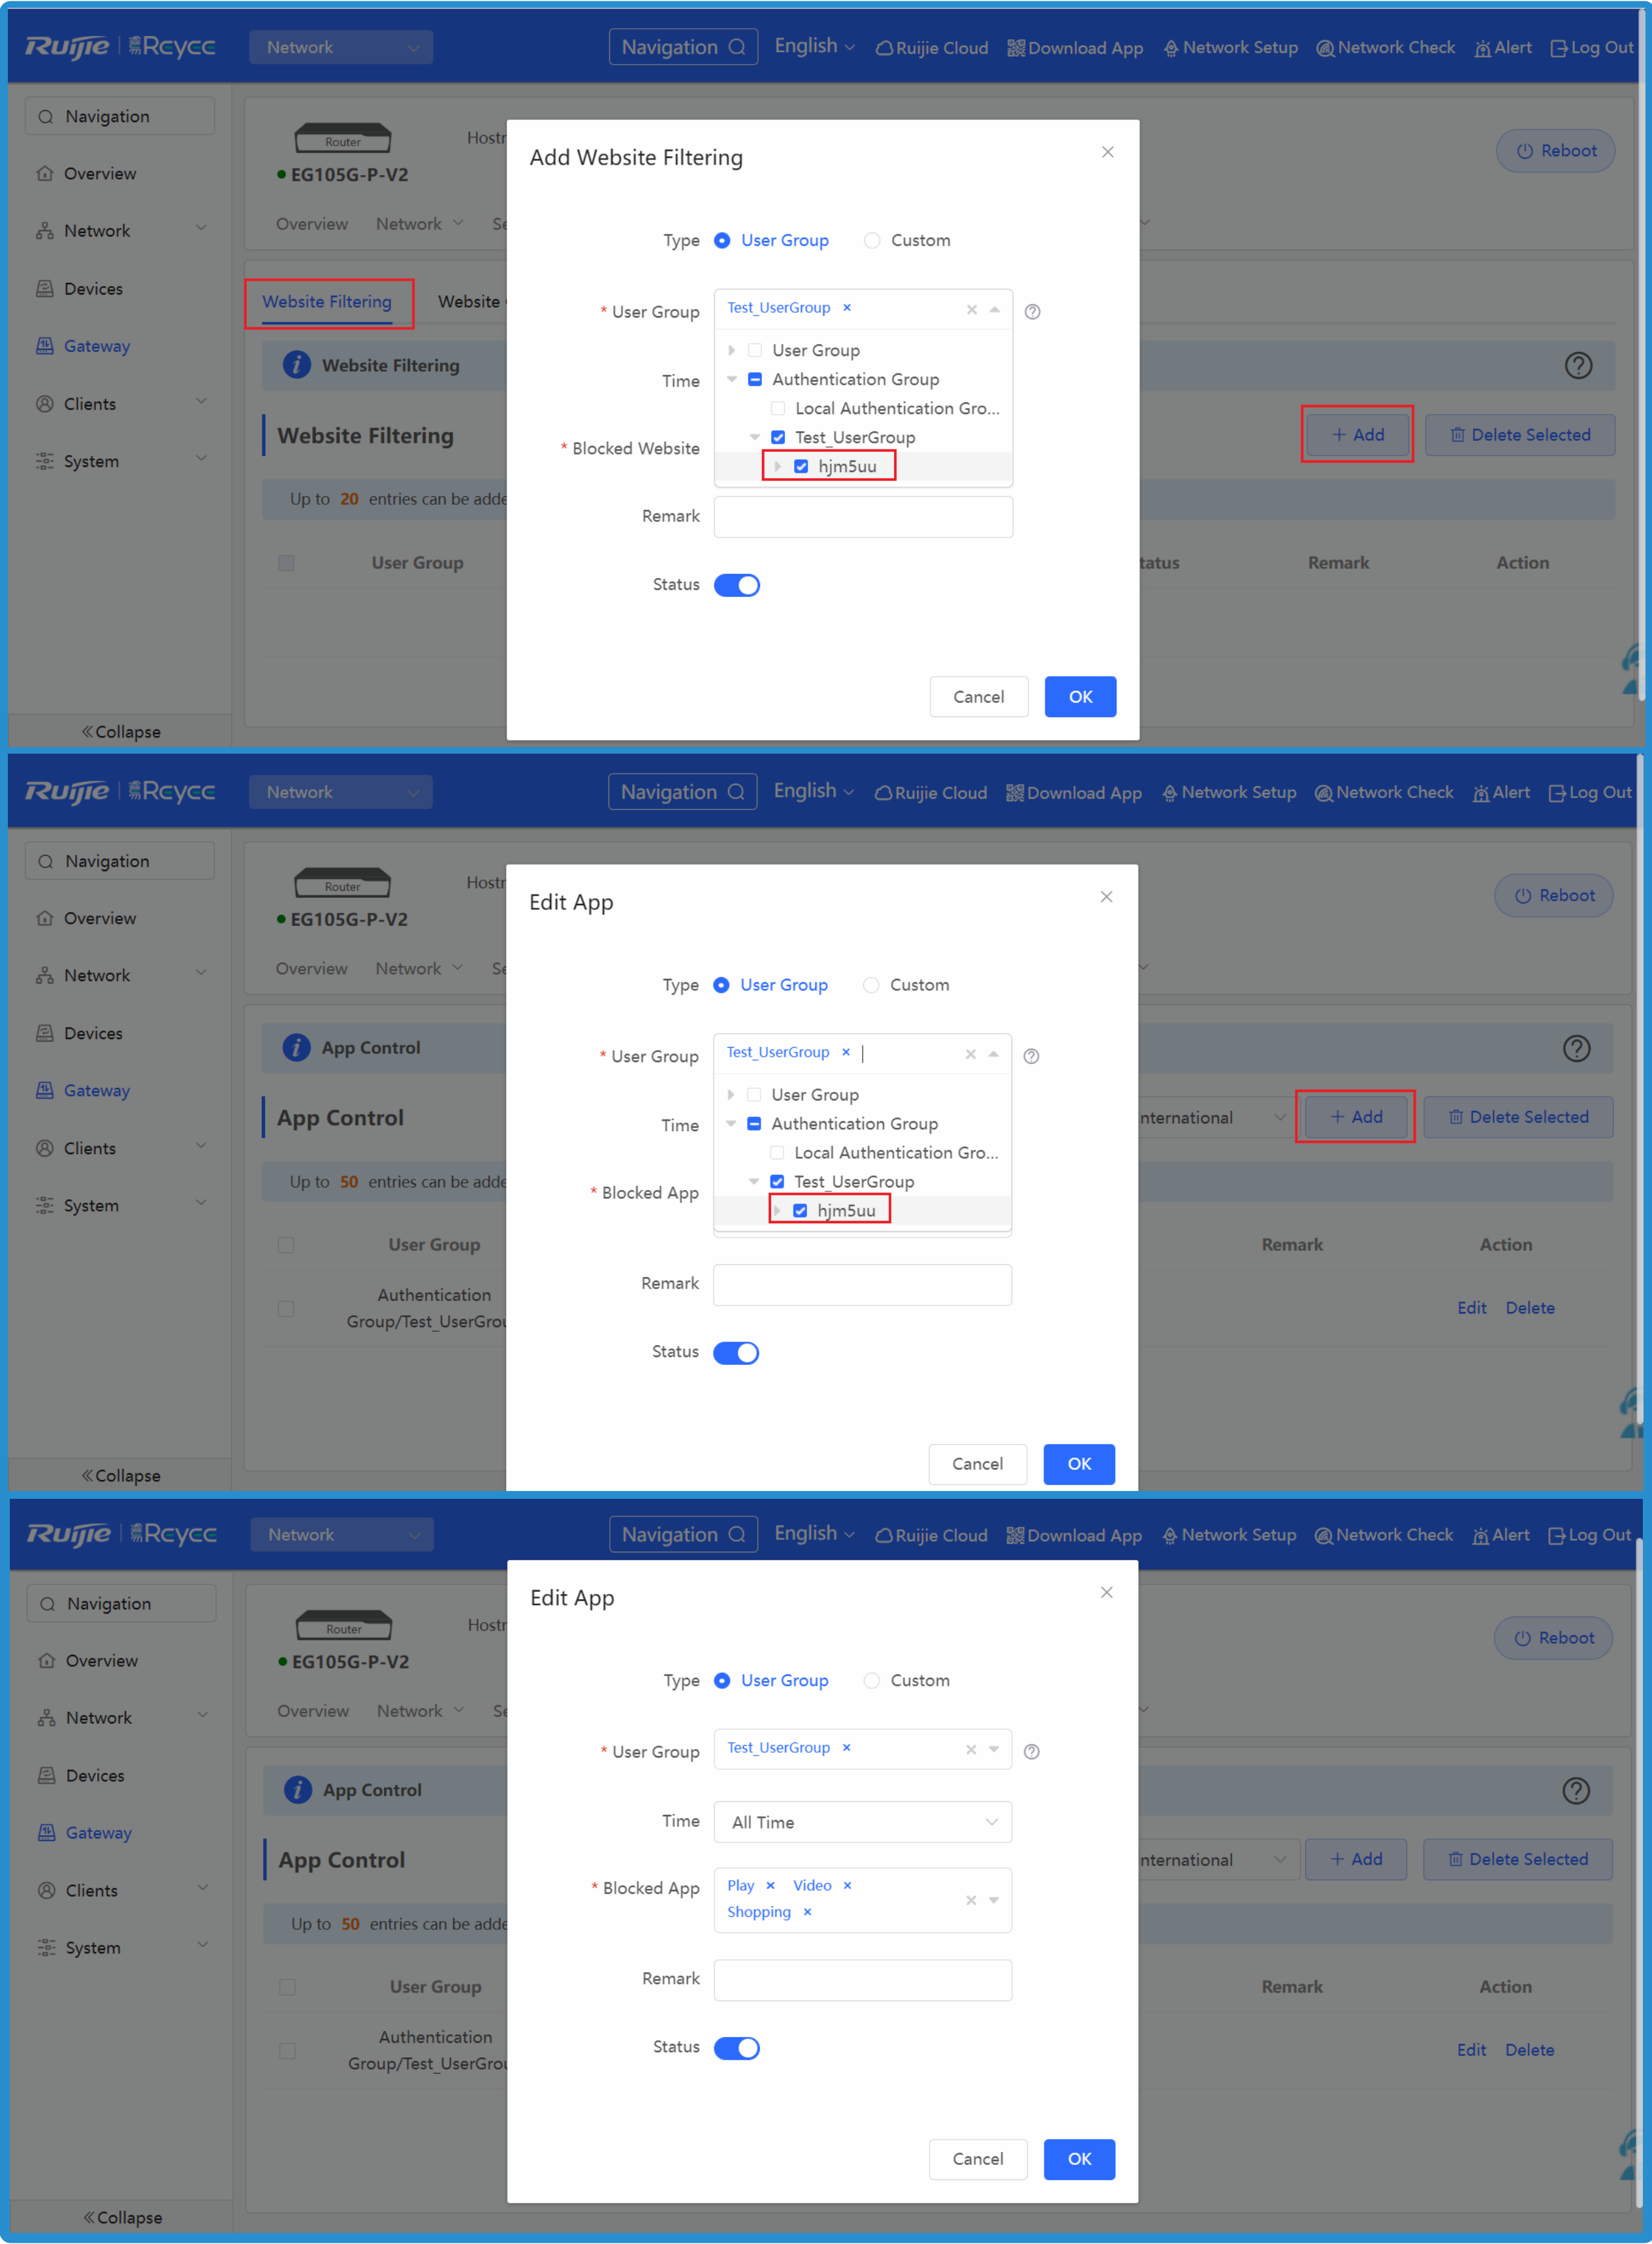 Ruijie Reyee Network Navigation English Ruijie Cloud Download App Network Setup Network Check Alert Log Out
Navigation
Overview
Network
Devices
Gateway
Clients
System
«Collapse
Router
EG105G-P-V2
Hostn
Reboot
Overview Network Se
Website Filtering Website
Website Filtering
Website Filtering
+ Add Delete Selected
Up to 20 entries can be adde
User Group tatus Remark Action
Add Website Filtering
Type User Group Custom
* User Group Test_UserGroup ×
User Group
Time
Authentication Group
Local Authentication Gro...
* Blocked Website
Test_UserGroup
hjm5uu
Remark
Status
Cancel OK
Ruijie Reyee Network Navigation English Ruijie Cloud Download App Network Setup Network Check Alert Log Out
Navigation
Overview
Network
Devices
Gateway
Clients
System
«Collapse
Router
EG105G-P-V2
Host
Reboot
Overview Network Se
App Control
App Control
nternational + Add Delete Selected
Up to 50 entries can be adde
User Group Remark Action
Authentication
Group/Test_UserGrou
Edit Delete
Edit App
Type User Group Custom
* User Group Test_UserGroup ×
User Group
Time
Authentication Group
Local Authentication Gro...
* Blocked App
Test_UserGroup
hjm5uu
Remark
Status
Cancel OK
Ruijie Reyee Network Navigation English Ruijie Cloud Download App Network Setup Network Check Alert Log Out
Navigation
Overview
Network
Devices
Gateway
Clients
System
«Collapse
Router
EG105G-P-V2
Host
Reboot
Overview Network Se
App Control
App Control
nternational + Add Delete Selected
Up to 50 entries can be adde
User Group Remark Action
Authentication
Group/Test_UserGrou
Edit Delete
Edit App
Type User Group Custom
* User Group Test_UserGroup ×
Time All Time
* Blocked App Play × Video ×
Shopping ×
Remark
Status
Cancel OK